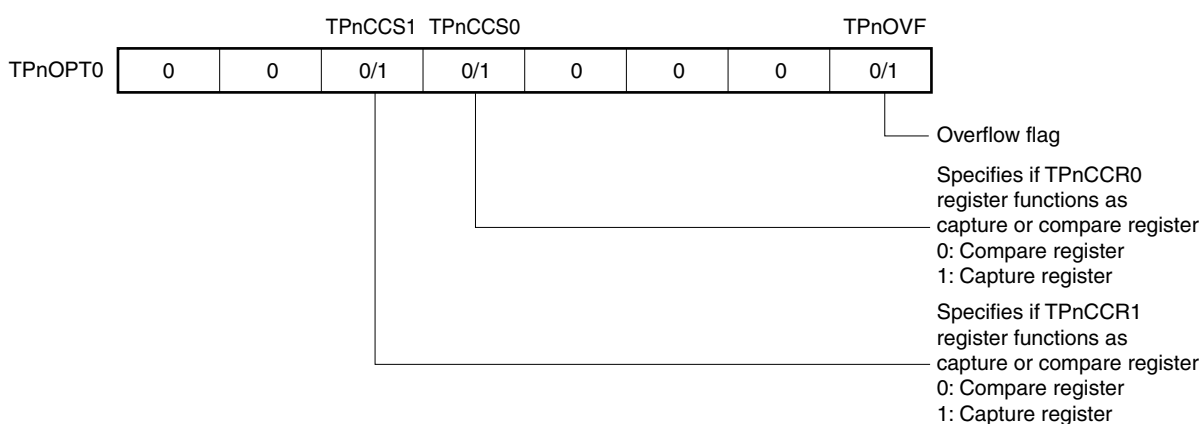 TPnCCS1 TPnCCS0 TPnOVF
TPnOPT0 0 0 0/1 0/1 0 0 0 0/1
Overflow flag
Specifies if TPnCCR0
register functions as
capture or compare register
0: Compare register
1: Capture register
Specifies if TPnCCR1
register functions as
capture or compare register
0: Compare register
1: Capture register